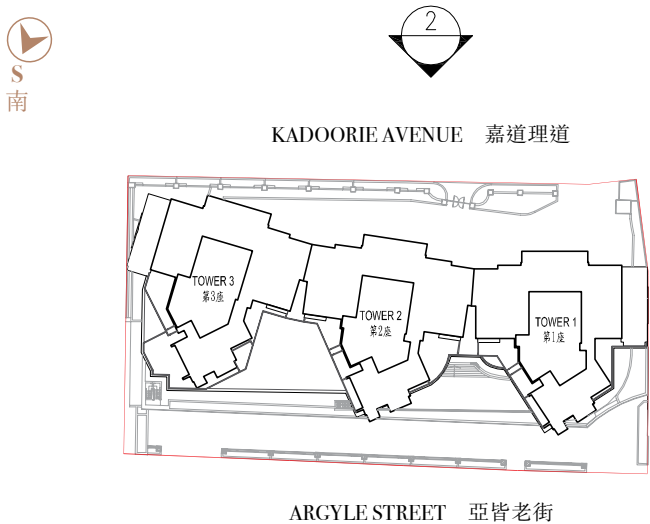 2
S
南
KADOORIE AVENUE 嘉道理道
TOWER 3
第3座
TOWER 2
第2座
TOWER 1
第1座
ARGYLE STREET 亞皆老街